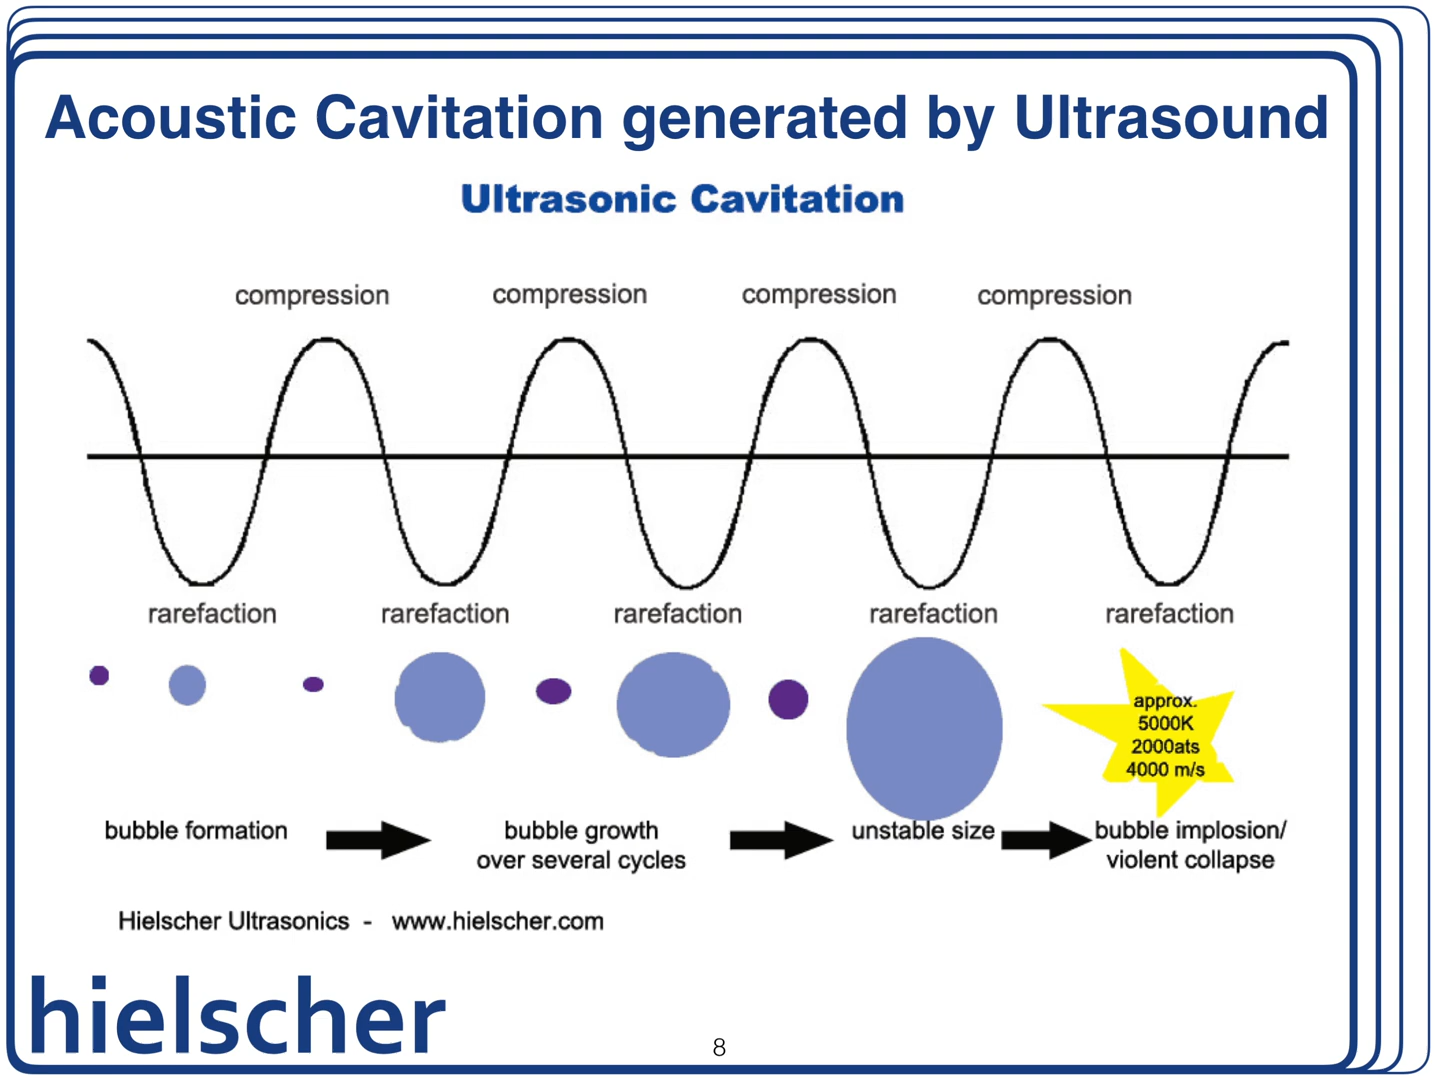 Acoustic Cavitation generated by Ultrasound
Ultrasonic Cavitation
compression compression compression compression
rarefaction rarefaction rarefaction rarefaction rarefaction
approx.
5000K
2000ats
4000 m/s
bubble formation
bubble growth
over several cycles
unstable size
bubble implosion/
violent collapse
Hielscher Ultrasonics - www.hielscher.com
hielscher
8